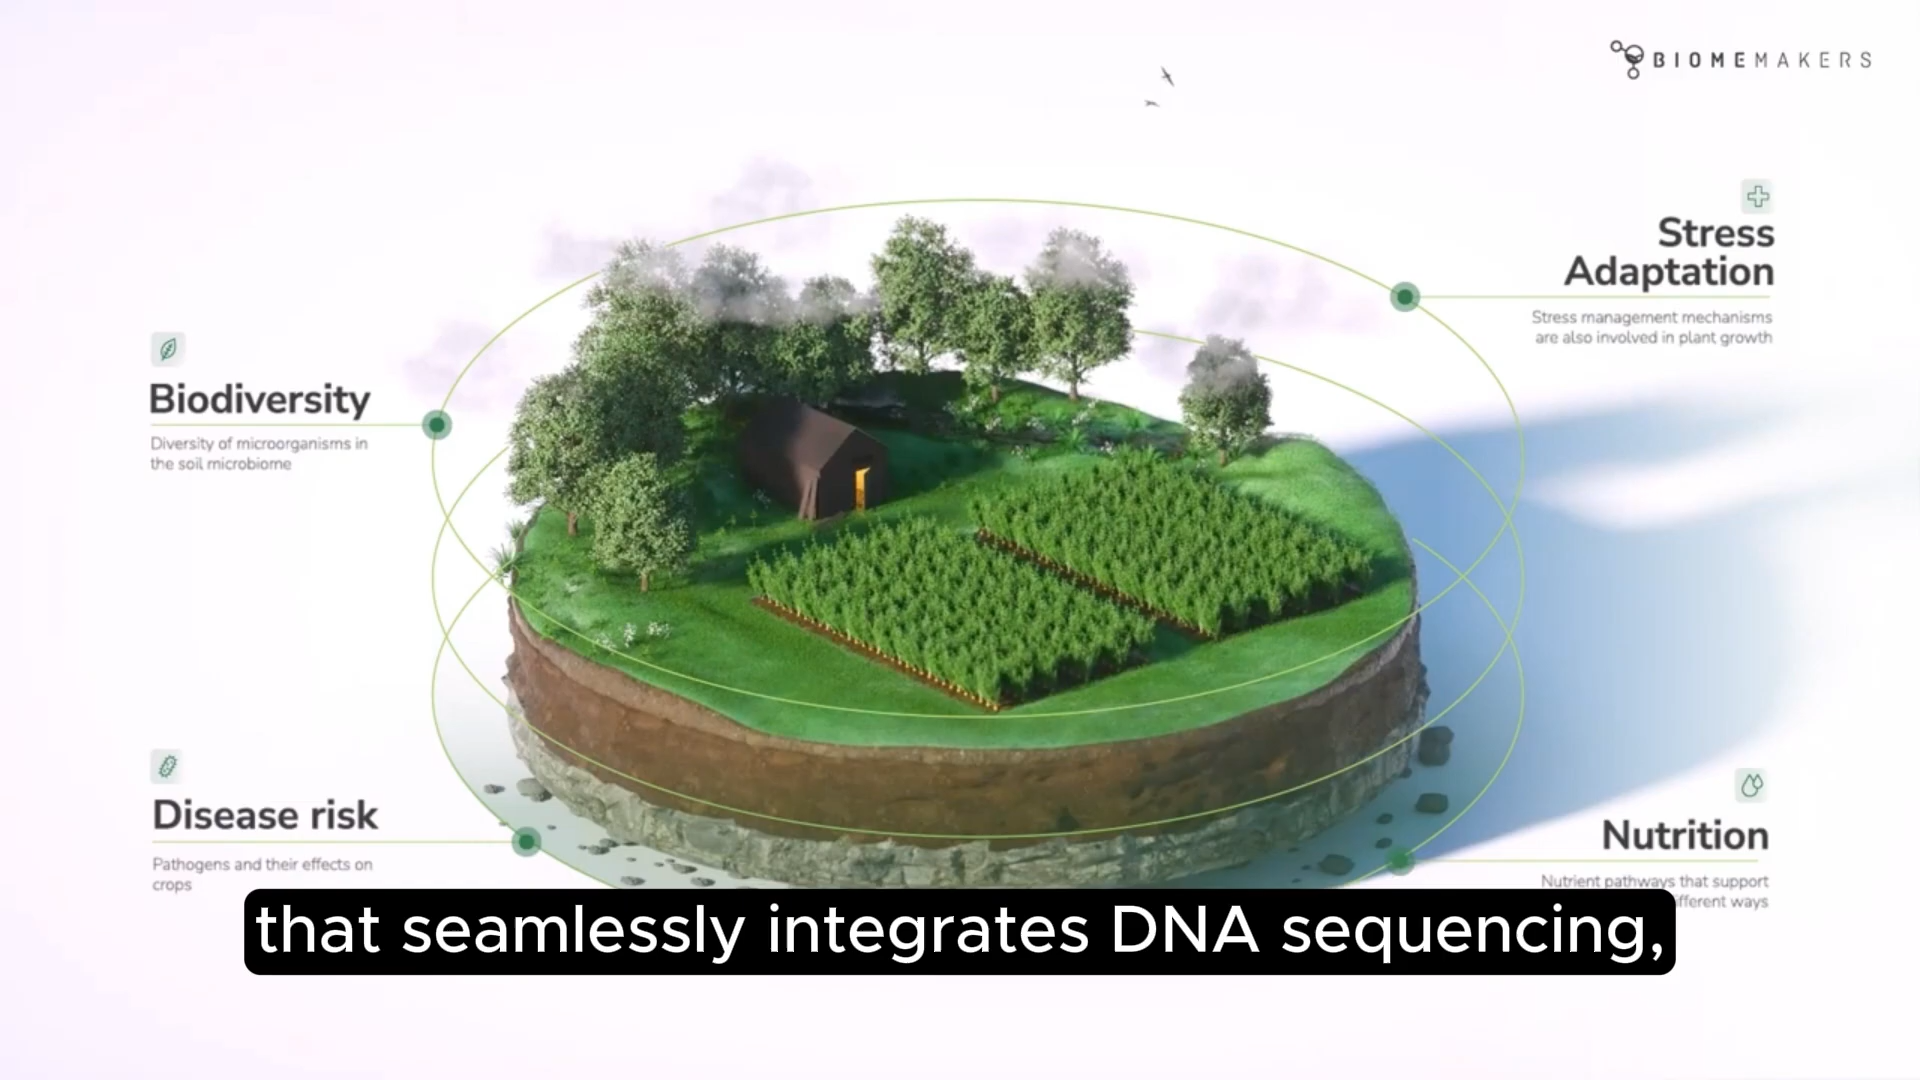 BIOMEMAKERS
Stress
Adaptation
Stress management mechanisms
are also involved in plant growth
Biodiversity
Diversity of microorganisms in
the soil microbiome
Disease risk
Pathogens and their effects on
crops
Nutrition
Nutrient pathways that support
ways
that seamlessly integrates DNA sequencing,